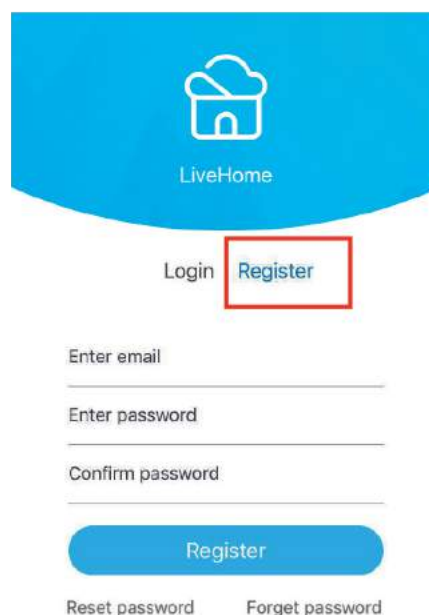 LiveHome
Login Register
Enter email
Enter password
Confirm password
Register
Reset password Forget password